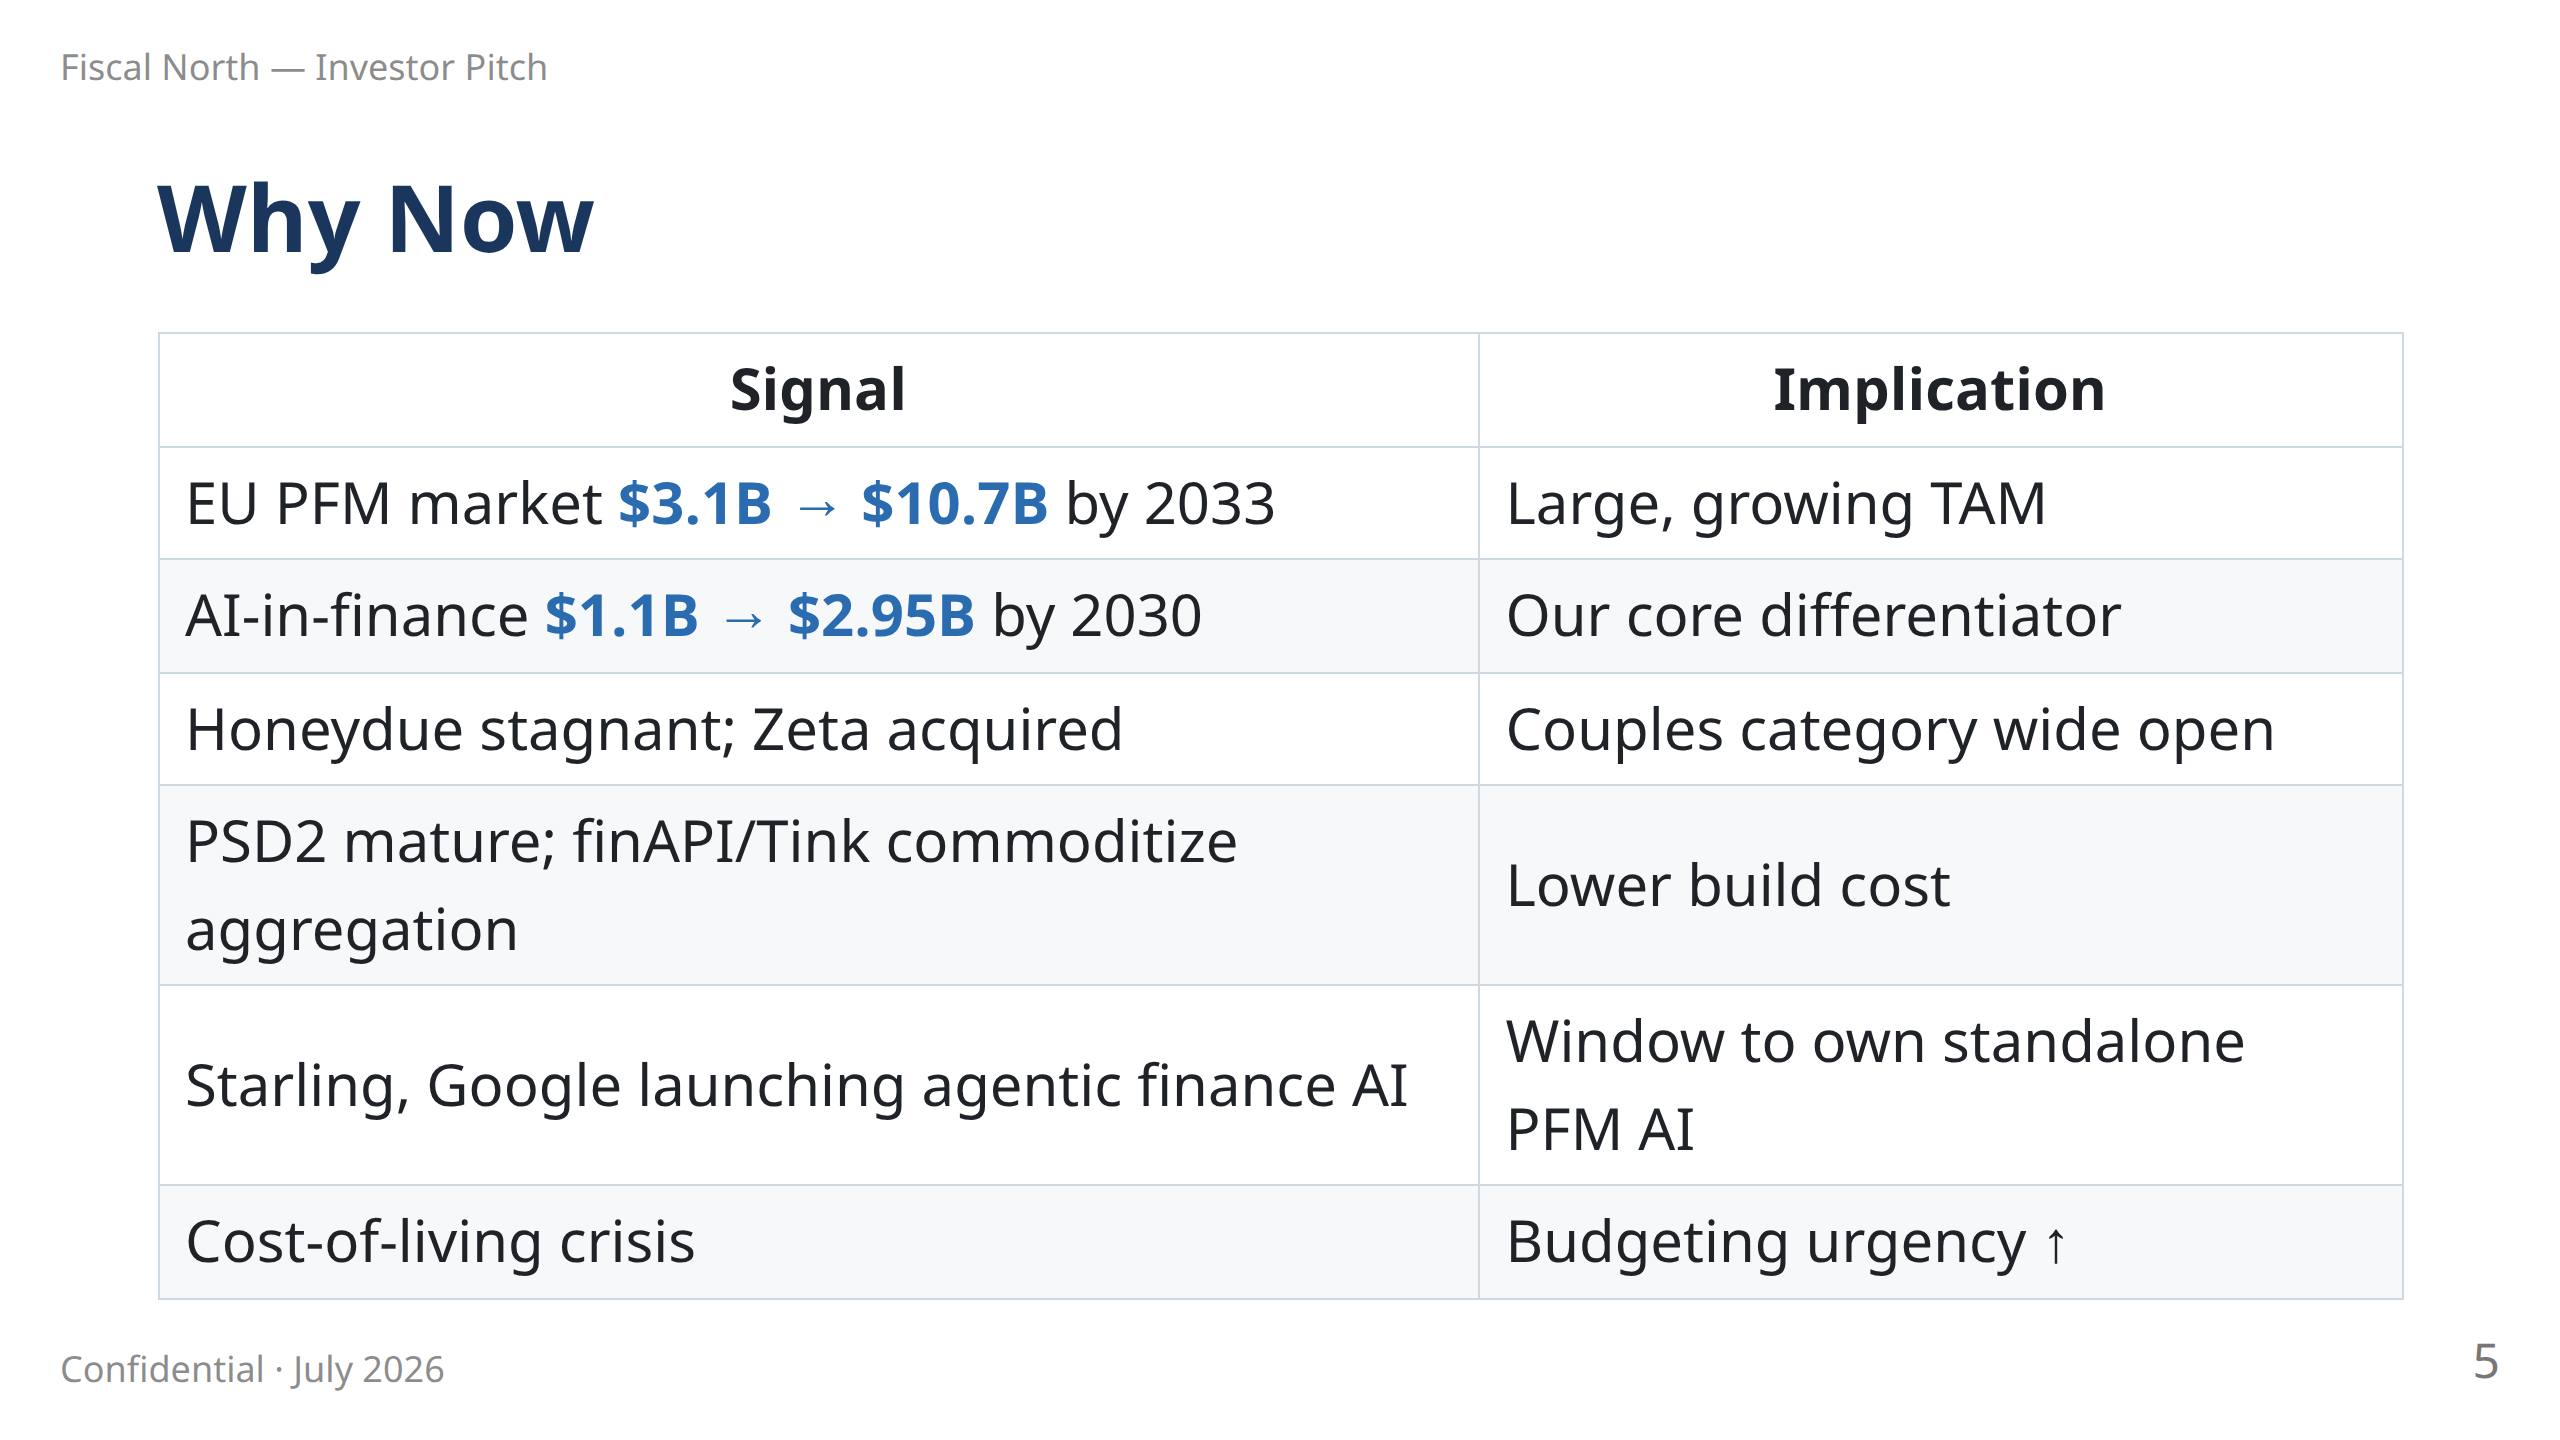 Fiscal North — Investor Pitch
Why Now
Signal
Implication
EU PFM market $3.1B → $10.7B by 2033
Large, growing TAM
AI-in-finance $1.1B → $2.95B by 2030
Our core differentiator
Honeydue stagnant; Zeta acquired
Couples category wide open
PSD2 mature; finAPI/Tink commoditize
aggregation
Lower build cost
Starling, Google launching agentic finance AI
Window to own standalone
PFM AI
Cost-of-living crisis
Budgeting urgency ↑
Confidential · July 2026
5